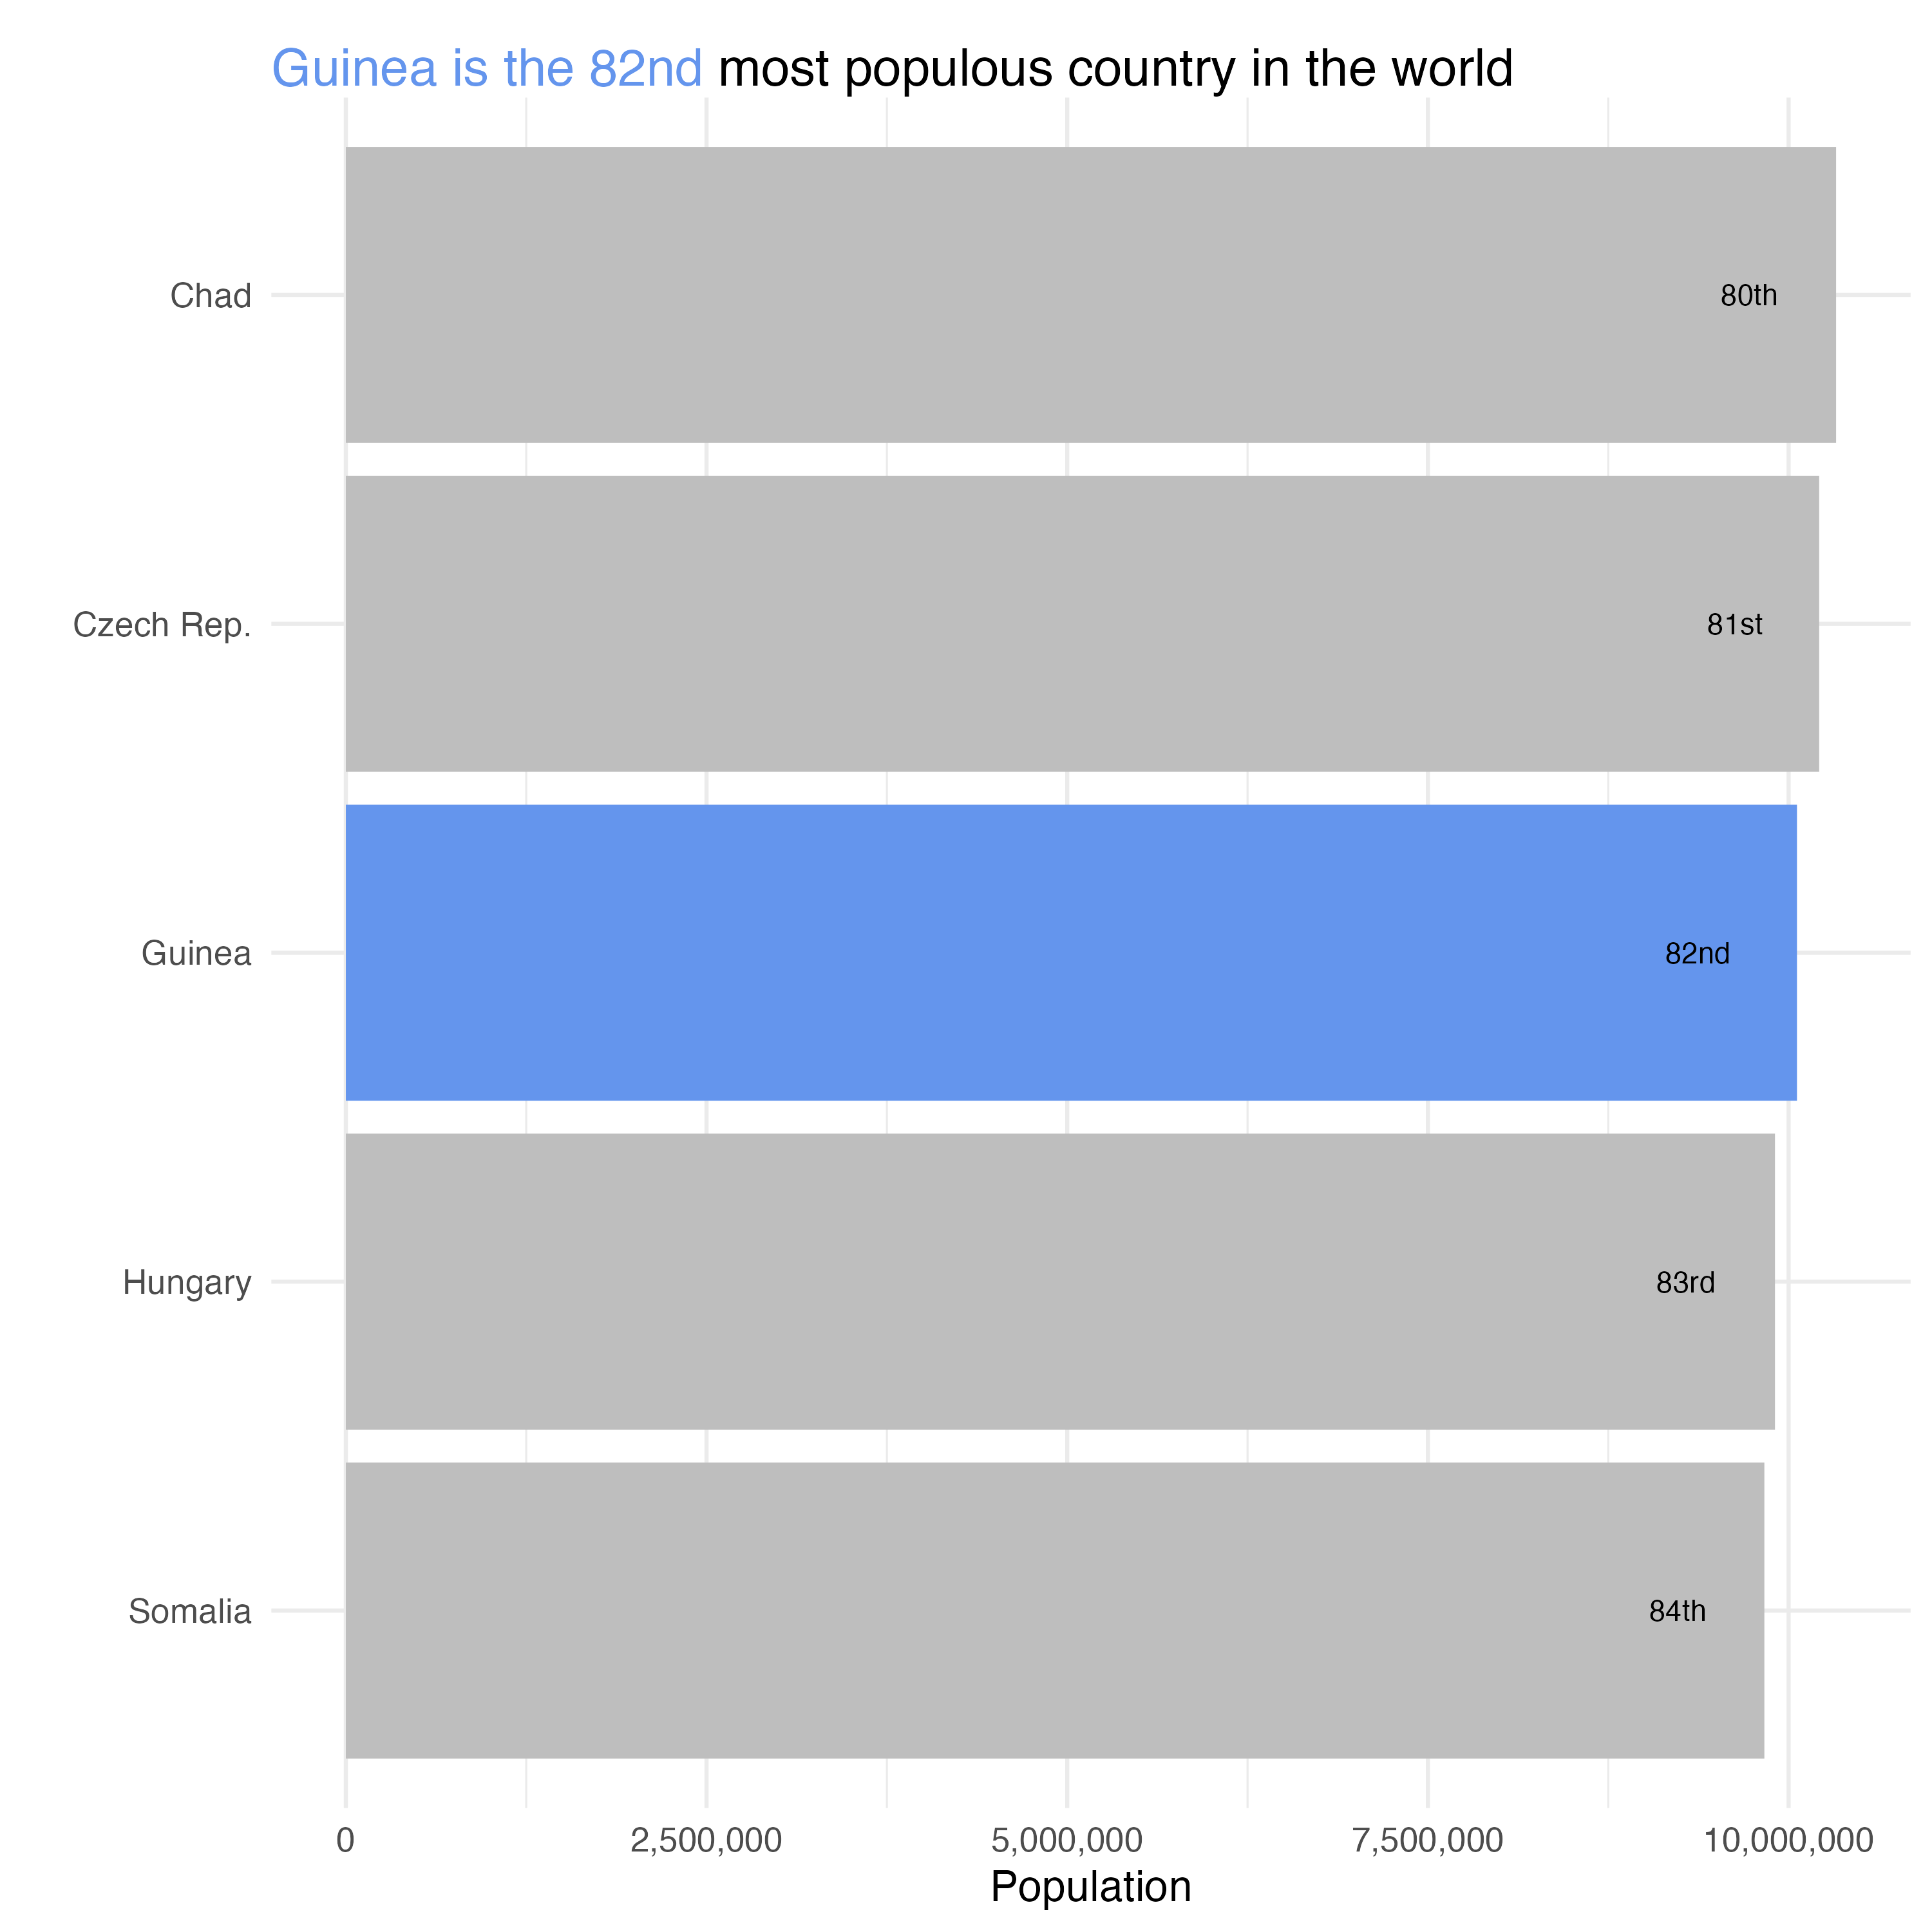 Guinea is the 82nd most populous country in the world
Chad
80th
Czech Rep.
81st
Guinea
82nd
Hungary
83rd
Somalia
84th
0 2,500,000 5,000,000 7,500,000 10,000,000
Population